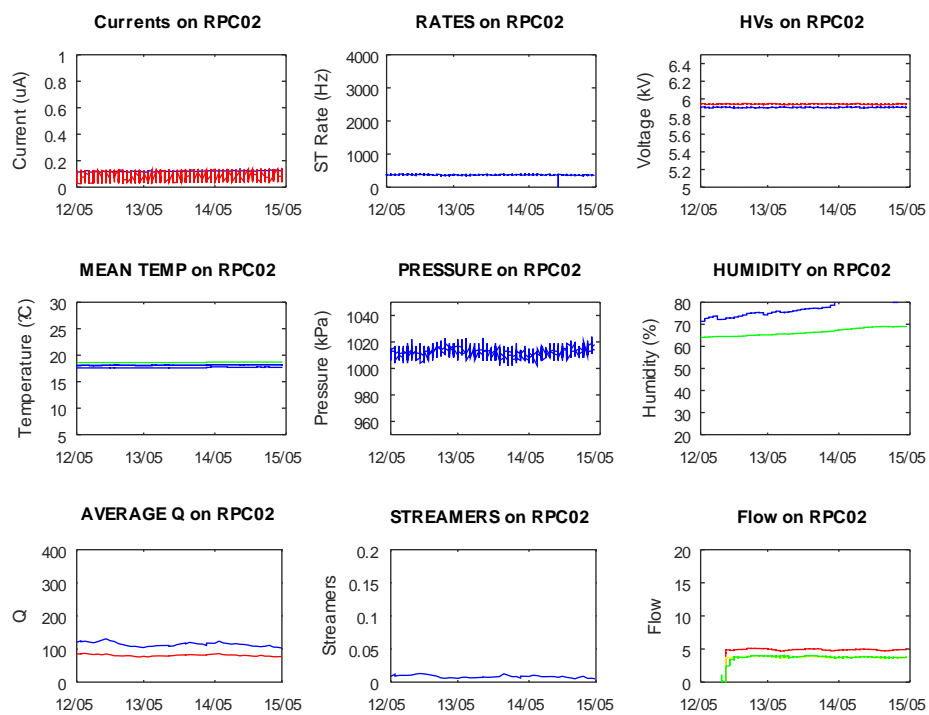 Currents on RPC02
RATES on RPC02
HVs on RPC02
Current (uA)
1
0.8
0.6
0.4
0.2
0
12/05 13/05 14/05 15/05
ST Rate (Hz)
4000
3000
2000
1000
0
12/05 13/05 14/05 15/05
Voltage (kV)
6.4
6.2
6
5.8
5.6
5.4
5.2
5
12/05 13/05 14/05 15/05
MEAN TEMP on RPC02
PRESSURE on RPC02
HUMIDITY on RPC02
Temperature (?C)
30
25
20
15
10
5
12/05 13/05 14/05 15/05
Pressure (kPa)
1040
1020
1000
980
960
12/05 13/05 14/05 15/05
Humidity (%)
80
70
60
50
40
30
20
12/05 13/05 14/05 15/05
AVERAGE Q on RPC02
STREAMERS on RPC02
Flow on RPC02
Q
400
300
200
100
0
12/05 13/05 14/05 15/05
Streamers
0.2
0.15
0.1
0.05
0
12/05 13/05 14/05 15/05
Flow
20
15
10
5
0
12/05 13/05 14/05 15/05